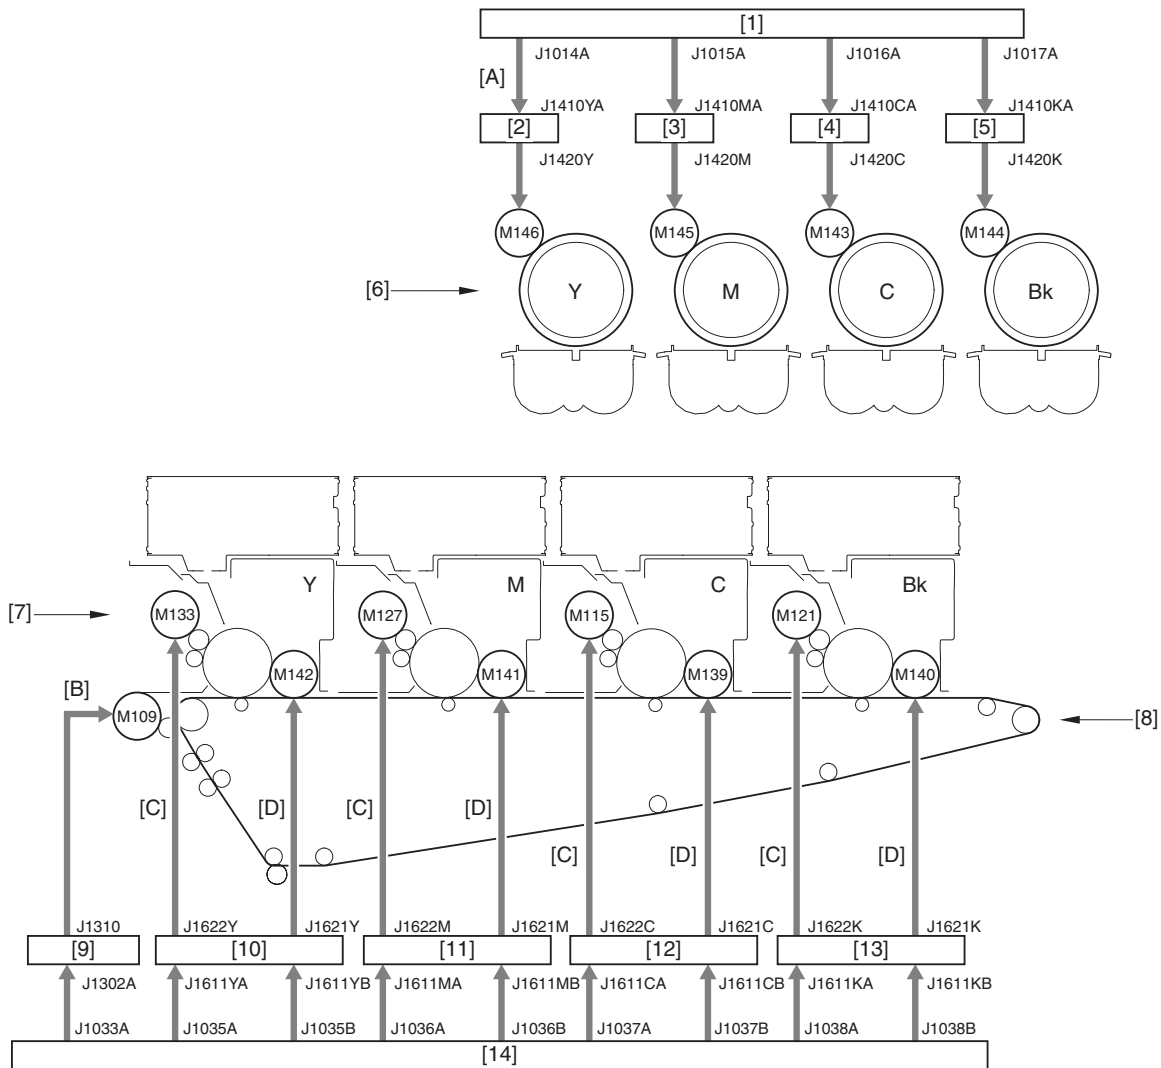 [1]
J1014A J1015A J1016A J1017A
[A]
J1410YA J1410MA J1410CA J1410KA
[2] [3] [4] [5]
J1420Y J1420M J1420C J1420K
M146 M145 M143 M144
[6] Y M C Bk
Y M C Bk
[7] M133 M127 M115 M121
M142 M141 M139 M140
[B]
M109 [8]
[C] [D] [C] [D]
[C] [D] [C] [D]
J1310 J1622Y J1621Y J1622M J1621M J1622C J1621C J1622K J1621K
[9] [10] [11] [12] [13]
J1302A J1611YA J1611YB J1611MA J1611MB J1611CA J1611CB J1611KA J1611KB
J1033A J1035A J1035B J1036A J1036B J1037A J1037B J1038A J1038B
[14]